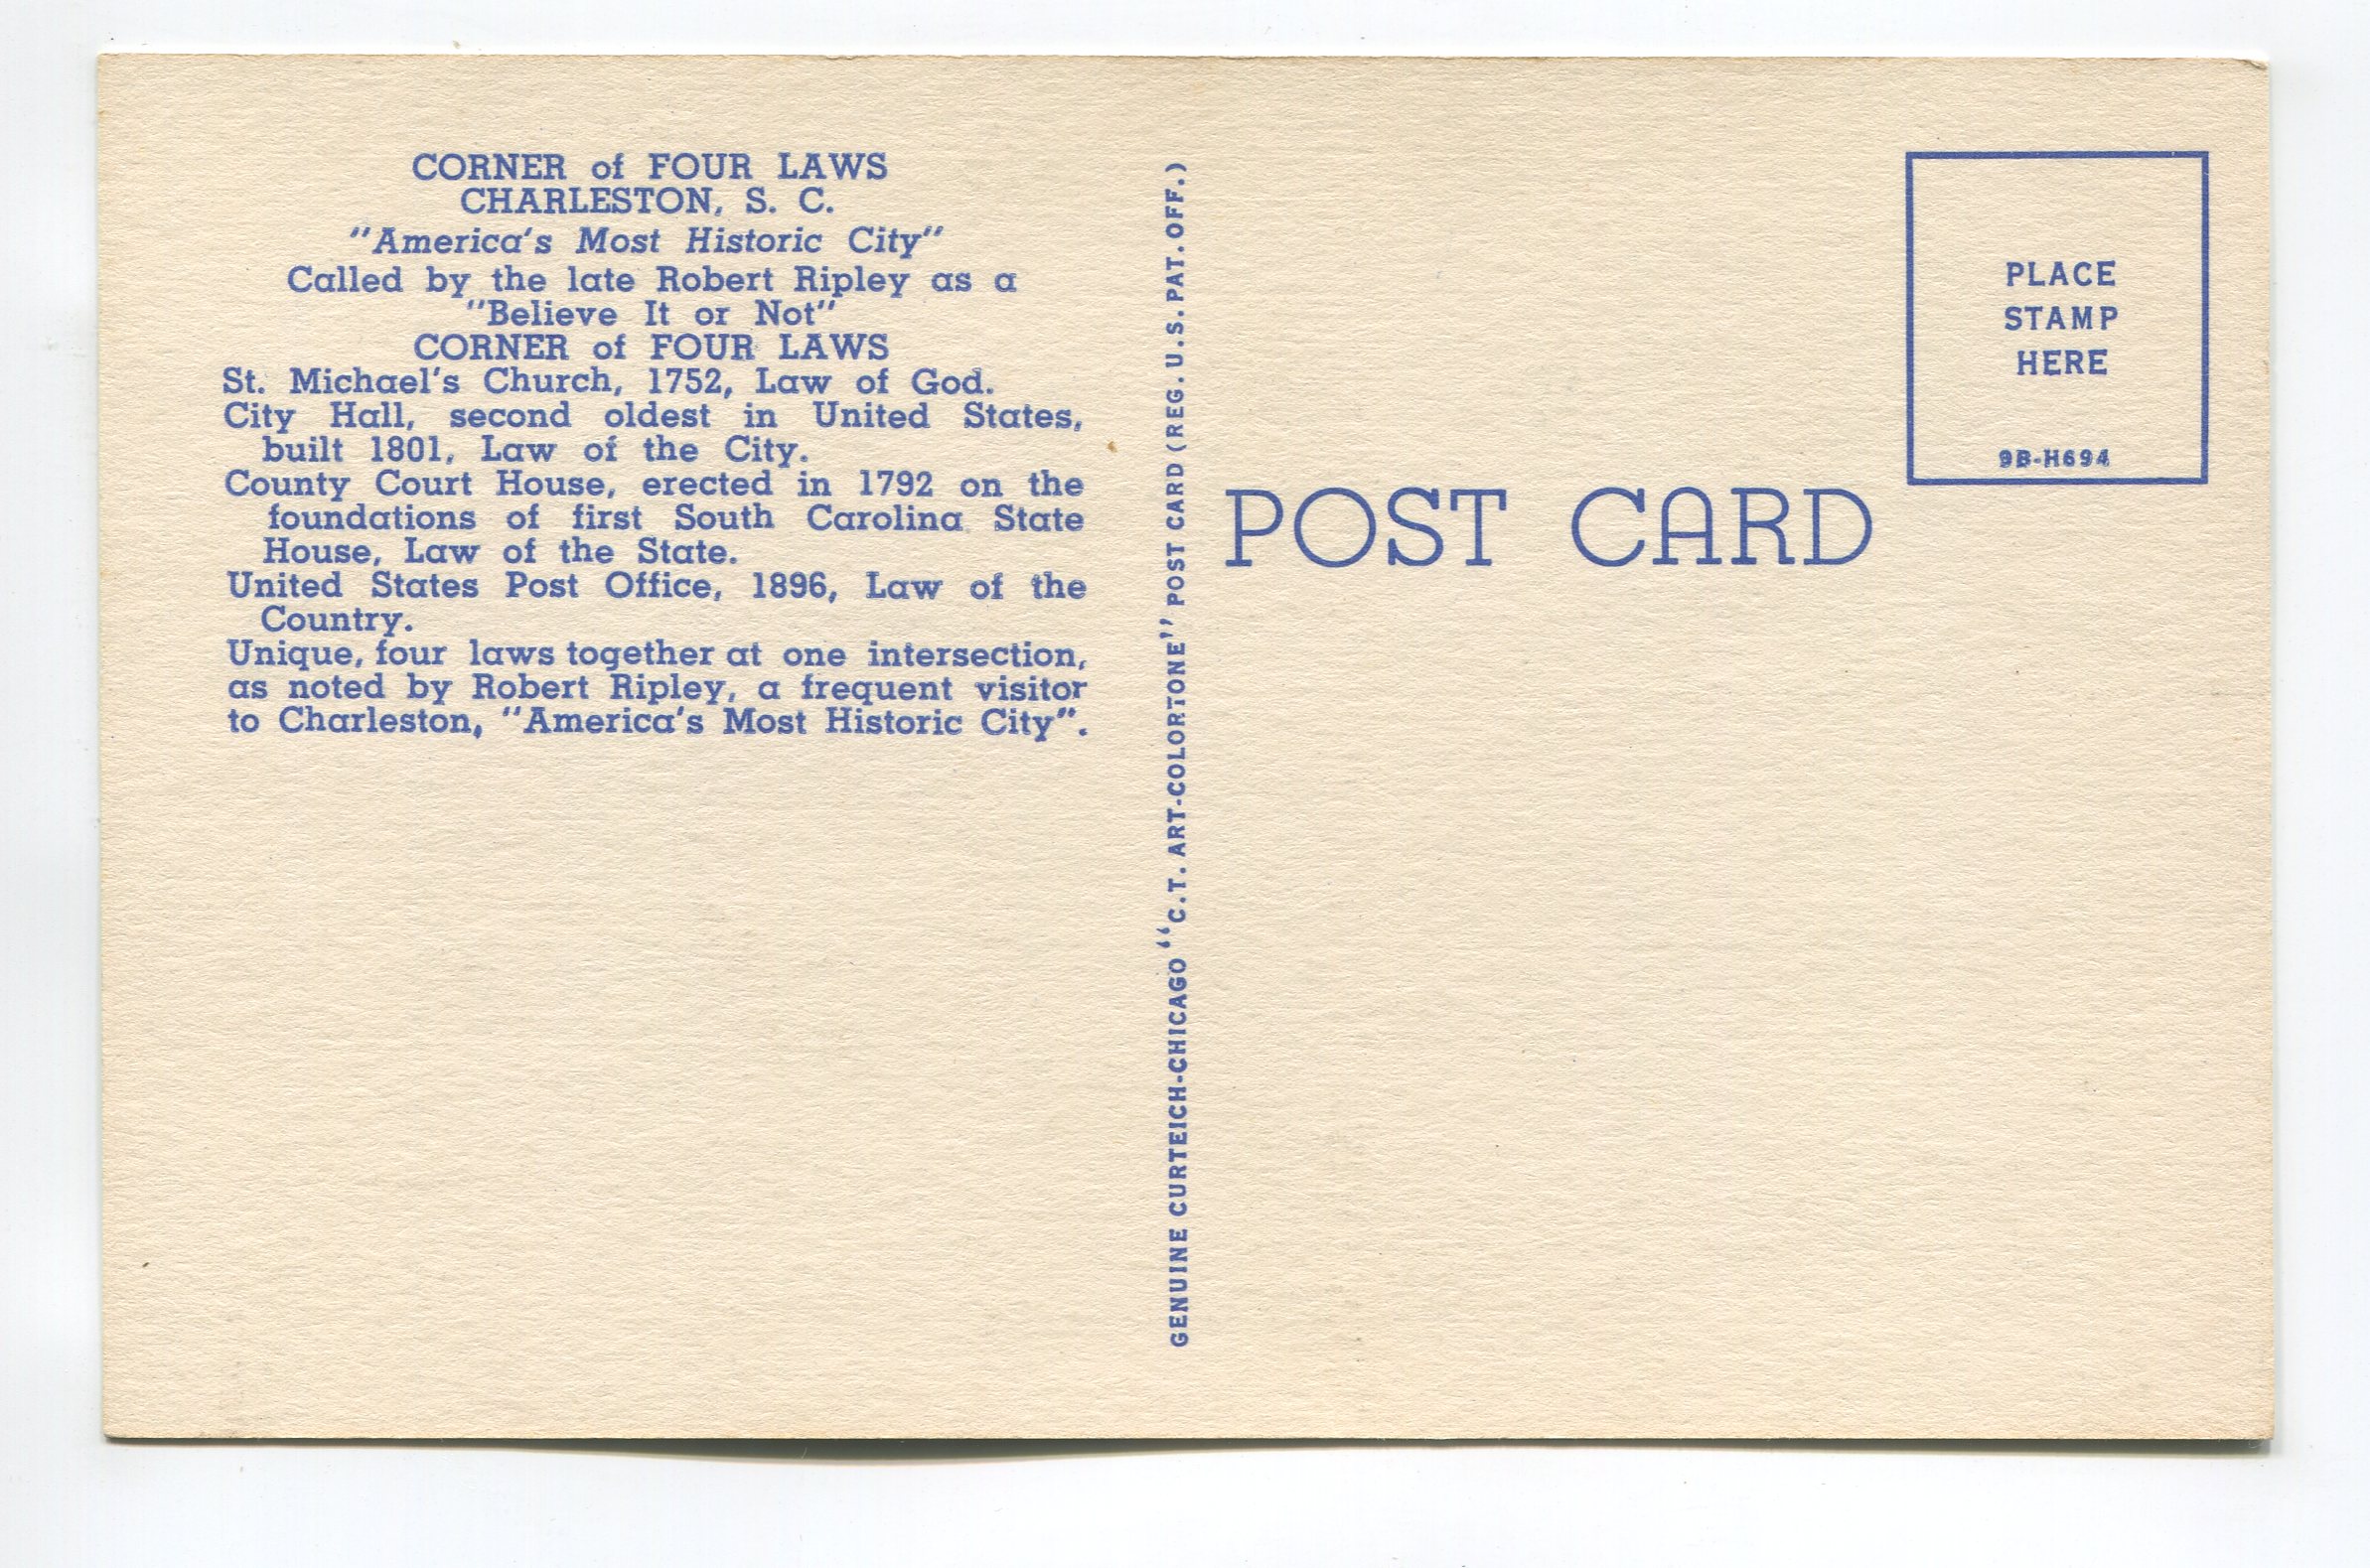 CORNER of FOUR LAWS
CHARLESTON, S. C.
"America's Most Historic City"
Called by the late Robert Ripley as a
"Believe It or Not"
CORNER of FOUR LAWS
St. Michael's Church, 1752, Law of God.
City Hall, second oldest in United States,
built 1801, Law of the City.
County Court House, erected in 1792 on the
foundations of first South Carolina State
House, Law of the State.
United States Post Office, 1896, Law of the
Country.
Unique, four laws together at one intersection,
as noted by Robert Ripley, a frequent visitor
to Charleston, "America's Most Historic City".
GENUINE CURTEICH-CHICAGO "C.T. ART-COLORTONE" POST CARD (REG. U.S. PAT. OFF.)
POST CARD
PLACE
STAMP
HERE
9B-H694